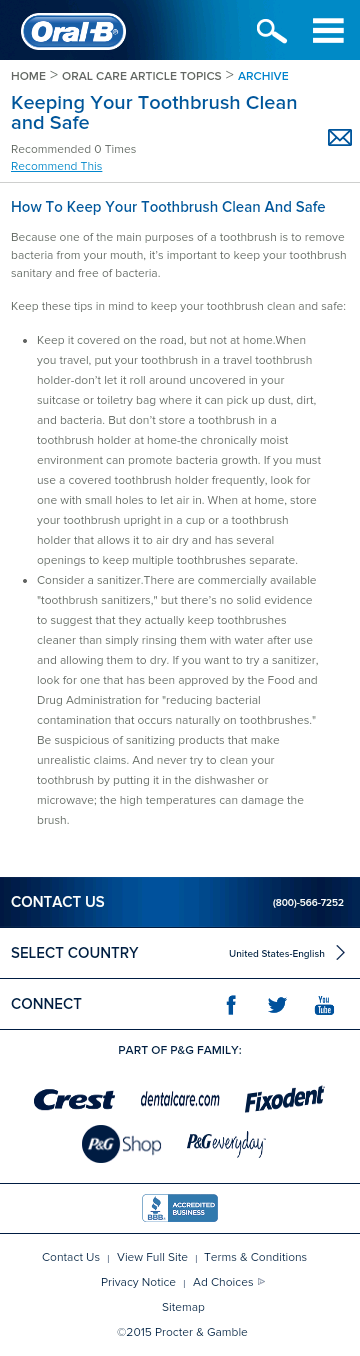 Oral-B
HOME > ORAL CARE ARTICLE TOPICS > ARCHIVE
Keeping Your Toothbrush Clean
and Safe
Recommended 0 Times
Recommend This
How To Keep Your Toothbrush Clean And Safe
Because one of the main purposes of a toothbrush is to remove
bacteria from your mouth, it's important to keep your toothbrush
sanitary and free of bacteria.
Keep these tips in mind to keep your toothbrush clean and safe:
• Keep it covered on the road, but not at home.When
you travel, put your toothbrush in a travel toothbrush
holder-don't let it roll around uncovered in your
suitcase or toiletry bag where it can pick up dust, dirt,
and bacteria. But don't store a toothbrush in a
toothbrush holder at home-the chronically moist
environment can promote bacteria growth. If you must
use a covered toothbrush holder frequently, look for
one with small holes to let air in. When at home, store
your toothbrush upright in a cup or a toothbrush
holder that allows it to air dry and has several
openings to keep multiple toothbrushes separate.
• Consider a sanitizer.There are commercially available
"toothbrush sanitizers," but there's no solid evidence
to suggest that they actually keep toothbrushes
cleaner than simply rinsing them with water after use
and allowing them to dry. If you want to try a sanitizer,
look for one that has been approved by the Food and
Drug Administration for "reducing bacterial
contamination that occurs naturally on toothbrushes."
Be suspicious of sanitizing products that make
unrealistic claims. And never try to clean your
toothbrush by putting it in the dishwasher or
microwave; the high temperatures can damage the
brush.
CONTACT US (800)-566-7252
SELECT COUNTRY United States-English
CONNECT You Tube
PART OF P&G FAMILY:
Crest dentalcare.com Fixodent
P&G Shop P&G everyday
BBB ACCREDITED BUSINESS
Contact Us | View Full Site | Terms & Conditions
Privacy Notice | Ad Choices
Sitemap
©2015 Procter & Gamble